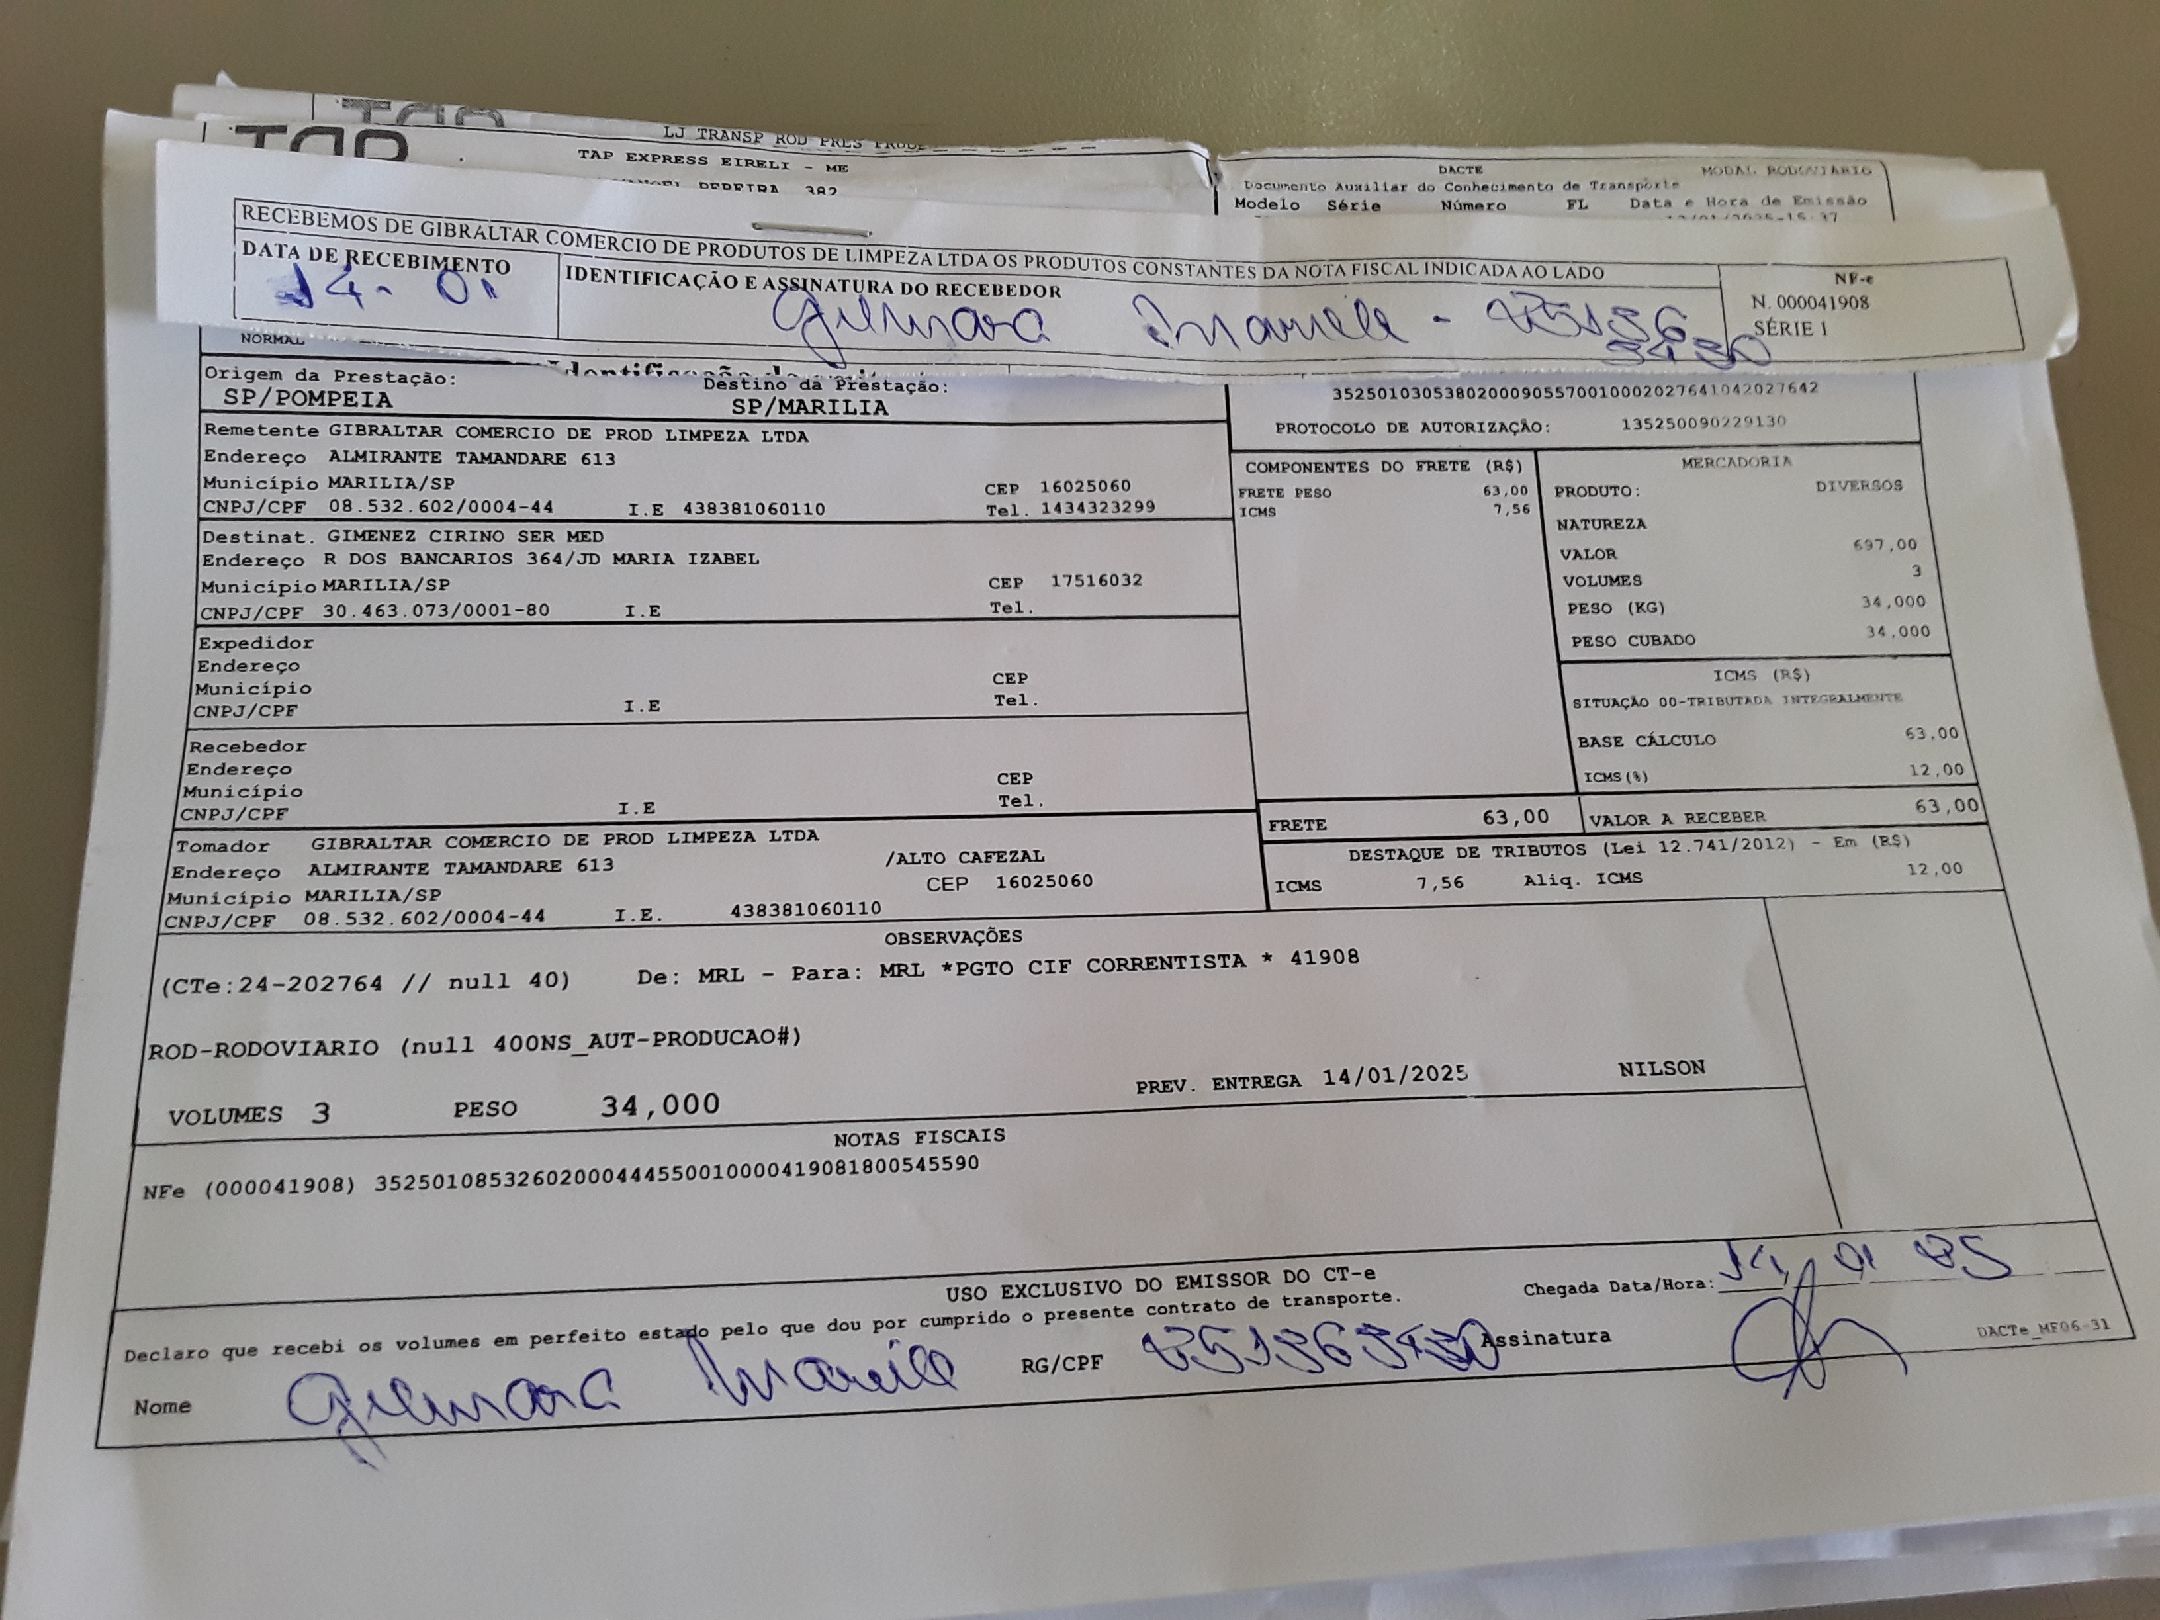 TAP
LJ TRANSP ROD PRES PRUDE
TAP EXPRESS EIRELI - ME
PEREIRA 382
DACTE MODAL RODOVIÁRIO
Documento Auxiliar do Conhecimento de Transporte
Modelo Série Número FL Data e Hora de Emissão
RECEBEMOS DE GIBRALTAR COMERCIO DE PRODUTOS DE LIMPEZA LTDA OS PRODUTOS CONSTANTES DA NOTA FISCAL INDICADA AO LADO
DATA DE RECEBIMENTO
14-01
IDENTIFICAÇÃO E ASSINATURA DO RECEBEDOR
Gilmara
NF-e
N. 000041908
SÉRIE 1
NORMAL
Origem da Prestação: Destino da Prestação:
SP/POMPEIA SP/MARILIA
35250103053802000905570010002027641042027642
PROTOCOLO DE AUTORIZAÇÃO: 135250090229130
Remetente GIBRALTAR COMERCIO DE PROD LIMPEZA LTDA
Endereço ALMIRANTE TAMANDARE 613
Município MARILIA/SP CEP 16025060
CNPJ/CPF 08.532.602/0004-44 I.E 438381060110 Tel. 1434323299
Destinat. GIMENEZ CIRINO SER MED
Endereço R DOS BANCARIOS 364/JD MARIA IZABEL
Município MARILIA/SP CEP 17516032
CNPJ/CPF 30.463.073/0001-80 I.E Tel.
Expedidor
Endereço
Município CEP
CNPJ/CPF I.E Tel.
Recebedor
Endereço
Município CEP
CNPJ/CPF I.E Tel.
Tomador GIBRALTAR COMERCIO DE PROD LIMPEZA LTDA
Endereço ALMIRANTE TAMANDARE 613 /ALTO CAFEZAL
Município MARILIA/SP CEP 16025060
CNPJ/CPF 08.532.602/0004-44 I.E. 438381060110
COMPONENTES DO FRETE (R$)
FRETE PESO 63,00
ICMS 7,56
MERCADORIA
PRODUTO: DIVERSOS
NATUREZA
VALOR 697,00
VOLUMES 3
PESO (KG) 34,000
PESO CUBADO 34,000
ICMS (R$)
SITUAÇÃO 00-TRIBUTADA INTEGRALMENTE
BASE CÁLCULO 63,00
ICMS(%) 12,00
FRETE 63,00 VALOR A RECEBER 63,00
DESTAQUE DE TRIBUTOS (Lei 12.741/2012) - Em (R$)
ICMS 7,56 Aliq. ICMS 12,00
OBSERVAÇÕES
(CTe:24-202764 // null 40) De: MRL - Para: MRL *PGTO CIF CORRENTISTA * 41908
ROD-RODOVIARIO (null 400NS_AUT-PRODUCAO#)
VOLUMES 3 PESO 34,000 PREV. ENTREGA 14/01/2025 NILSON
NOTAS FISCAIS
NFe (000041908) 35250108532602000444550010000419081800545590
USO EXCLUSIVO DO EMISSOR DO CT-e
Declaro que recebi os volumes em perfeito estado pelo que dou por cumprido o presente contrato de transporte.
Chegada Data/Hora: 14 01 25
Nome Gilmara RG/CPF Assinatura
DACTe_MF06-31